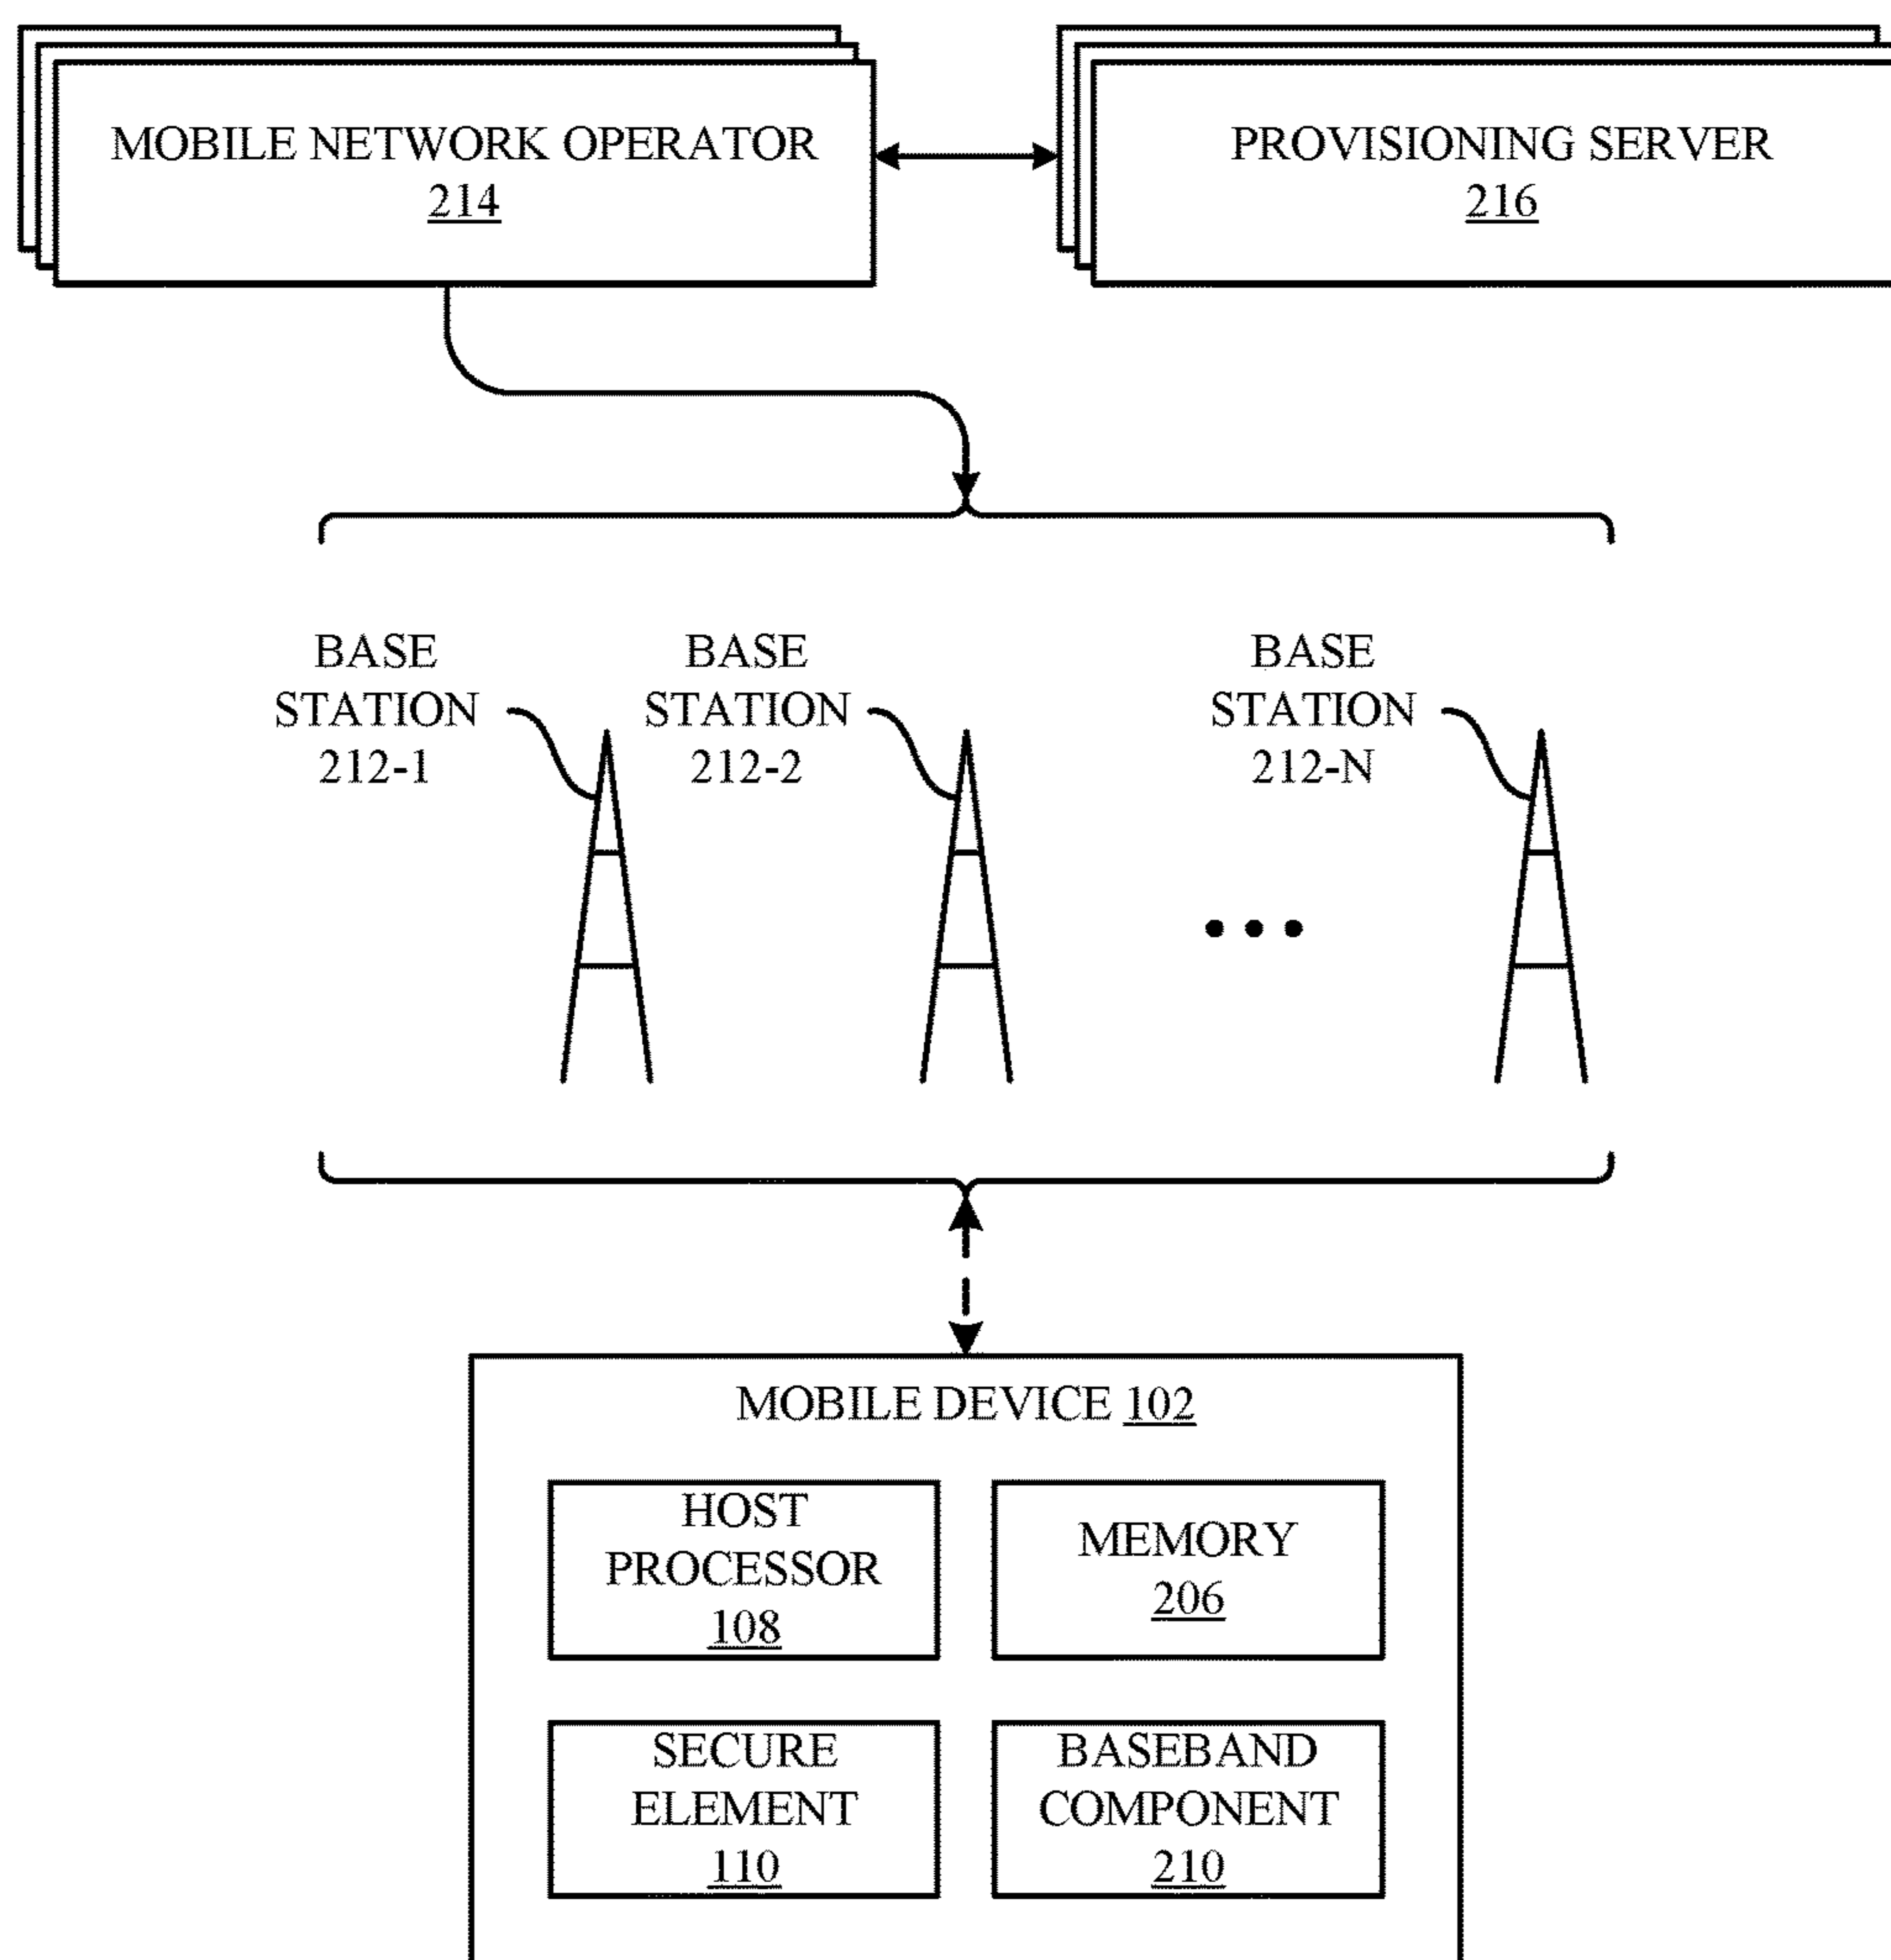 MOBILE NETWORK OPERATOR
214
PROVISIONING SERVER
216
BASE
STATION
212-1
BASE
STATION
212-2
BASE
STATION
212-N
MOBILE DEVICE 102
HOST
PROCESSOR
108
MEMORY
206
SECURE
ELEMENT
110
BASEBAND
COMPONENT
210